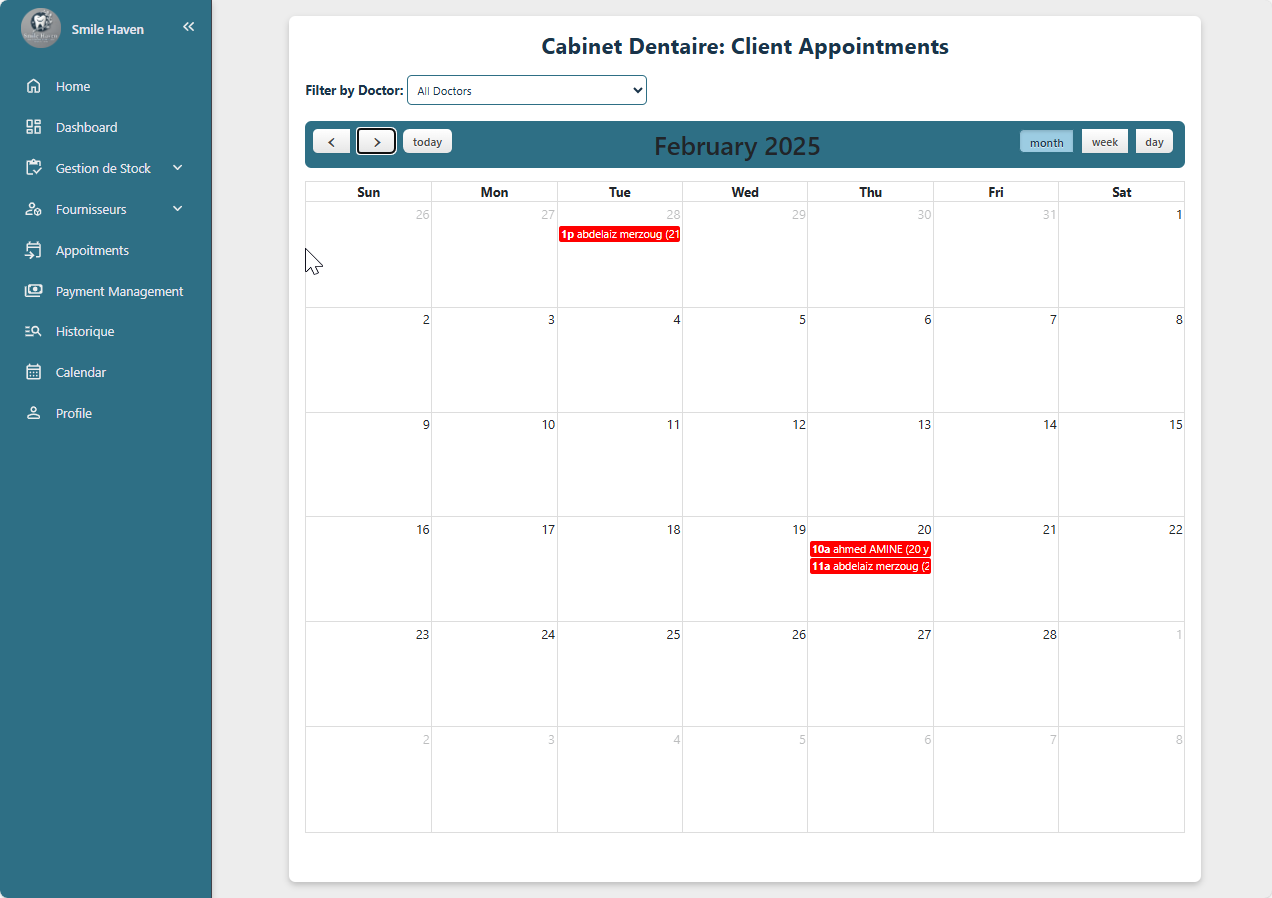 Smile Haven
Home
Dashboard
Gestion de Stock
Fournisseurs
Appoitments
Payment Management
Historique
Calendar
Profile
Cabinet Dentaire: Client Appointments
Filter by Doctor: All Doctors
today February 2025 month week day
Sun Mon Tue Wed Thu Fri Sat
26 27 28 29 30 31 1
1p abdelaiz merzoug (21
2 3 4 5 6 7 8
9 10 11 12 13 14 15
16 17 18 19 20 21 22
10a ahmed AMINE (20 y
11a abdelaiz merzoug (2
23 24 25 26 27 28 1
2 3 4 5 6 7 8